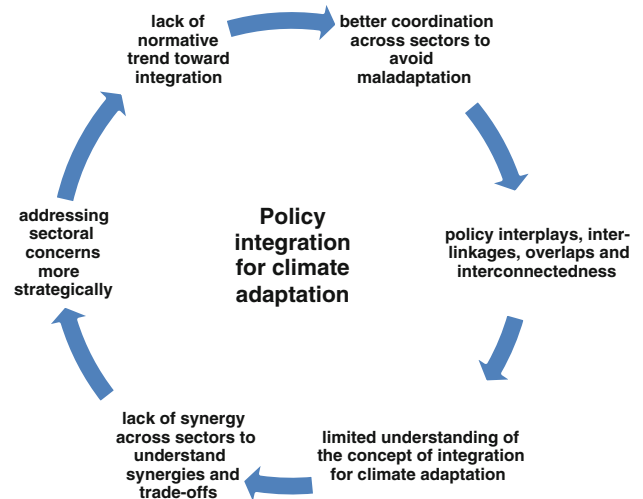 lack of
normative
trend toward
integration
better coordination
across sectors to
avoid
maladaptation
policy interplays, inter-
linkages, overlaps and
interconnectedness
limited understanding of
the concept of integration
for climate adaptation
lack of synergy
across sectors to
understand
synergies and
trade-offs
addressing
sectoral
concerns
more
strategically
Policy
integration
for climate
adaptation